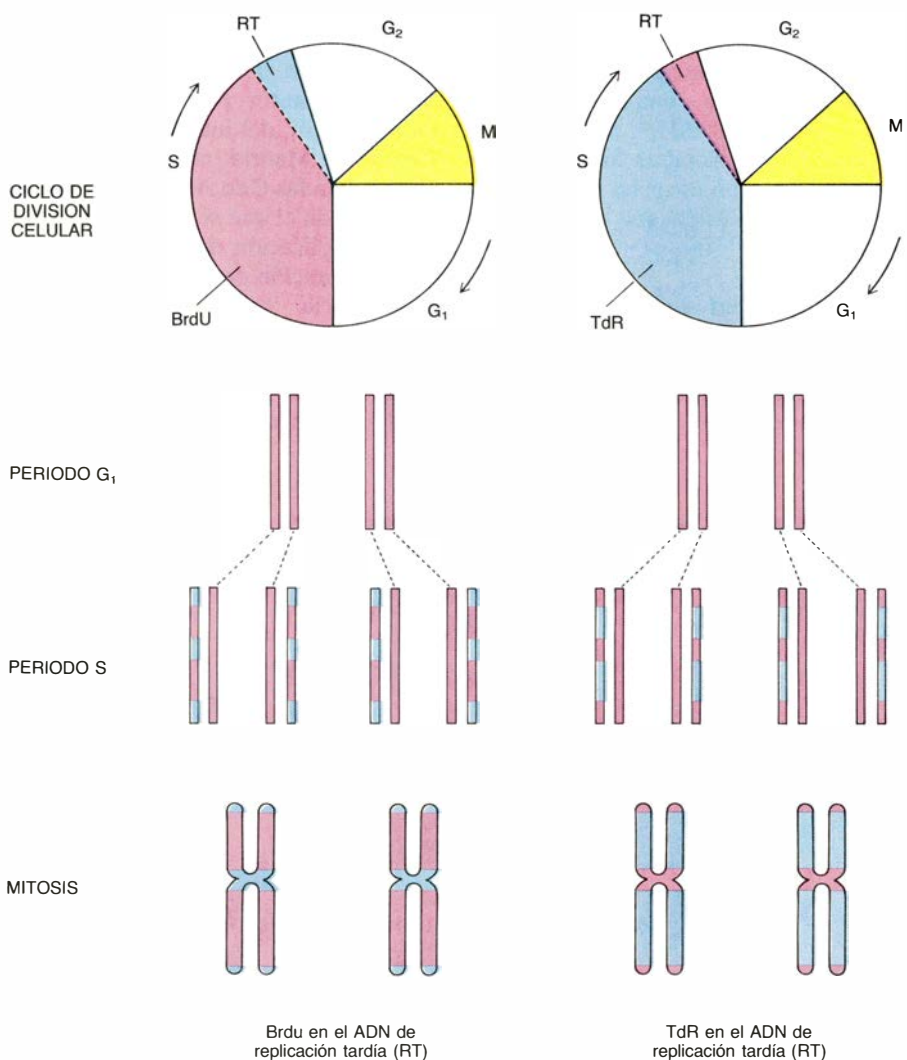 RT
G₂
M
S
BrdU
G₁
RT
G₂
M
S
TdR
G₁
CICLO DE
DIVISION
CELULAR
PERIODO G₁
PERIODO S
MITOSIS
Brdu en el ADN de
replicación tardía (RT)
TdR en el ADN de
replicación tardía (RT)